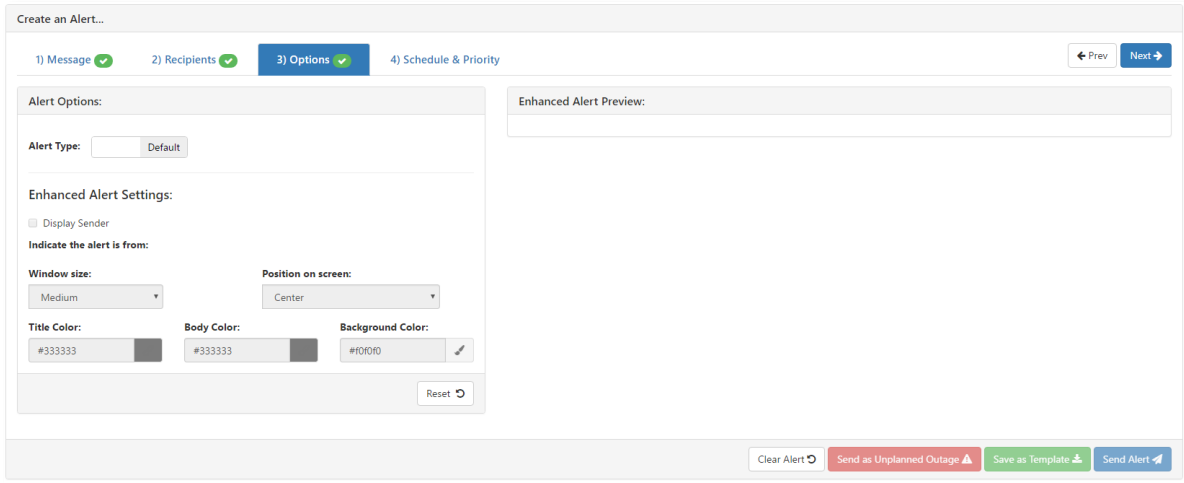 Create an Alert...
1) Message
2) Recipients
3) Options
4) Schedule & Priority
Prev
Next
Alert Options:
Enhanced Alert Preview:
Alert Type:
Default
Enhanced Alert Settings:
Display Sender
Indicate the alert is from:
Window size:
Position on screen:
Medium
Center
Title Color:
Body Color:
Background Color:
#333333
#333333
#f0f0f0
Reset
Clear Alert
Send as Unplanned Outage
Save as Template
Send Alert